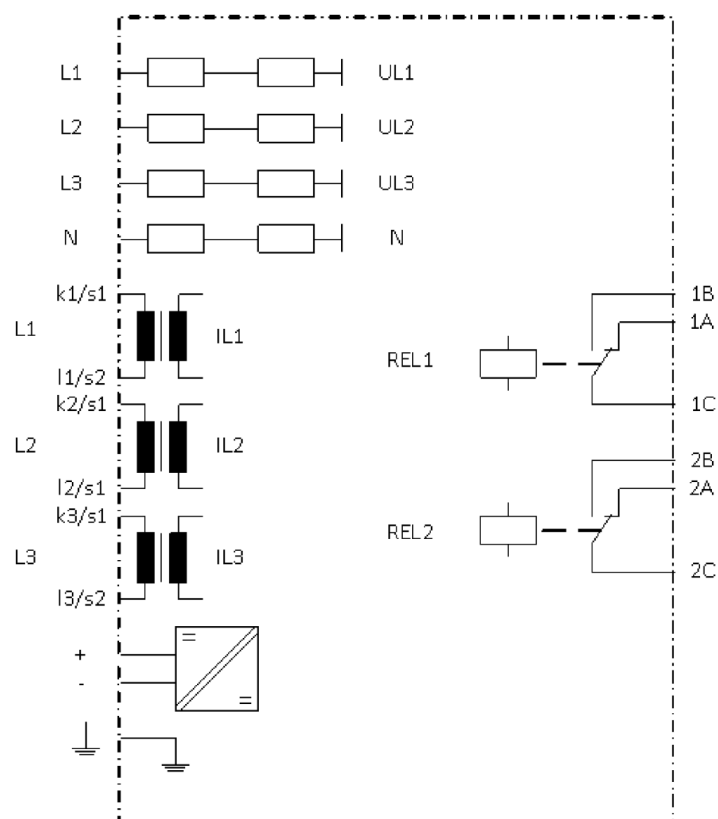 L1 UL1
L2 UL2
L3 UL3
N N
k1/s1 1B
1A
L1 IL1
REL1
l1/s2
k2/s1 1C
L2 IL2
2B
l2/s1 2A
k3/s1
REL2
L3 IL3
2C
l3/s2
+
-